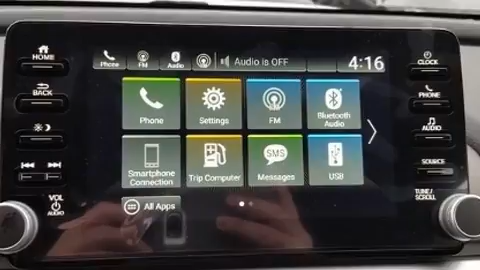 HOME
BACK
VOL
AUDIO
Phone FM Audio Audio is OFF 4:16
Phone Settings FM Bluetooth Audio
Smartphone Connection Trip Computer SMS Messages USB
All Apps
CLOCK
PHONE
AUDIO
SOURCE
TUNE/
SCROLL